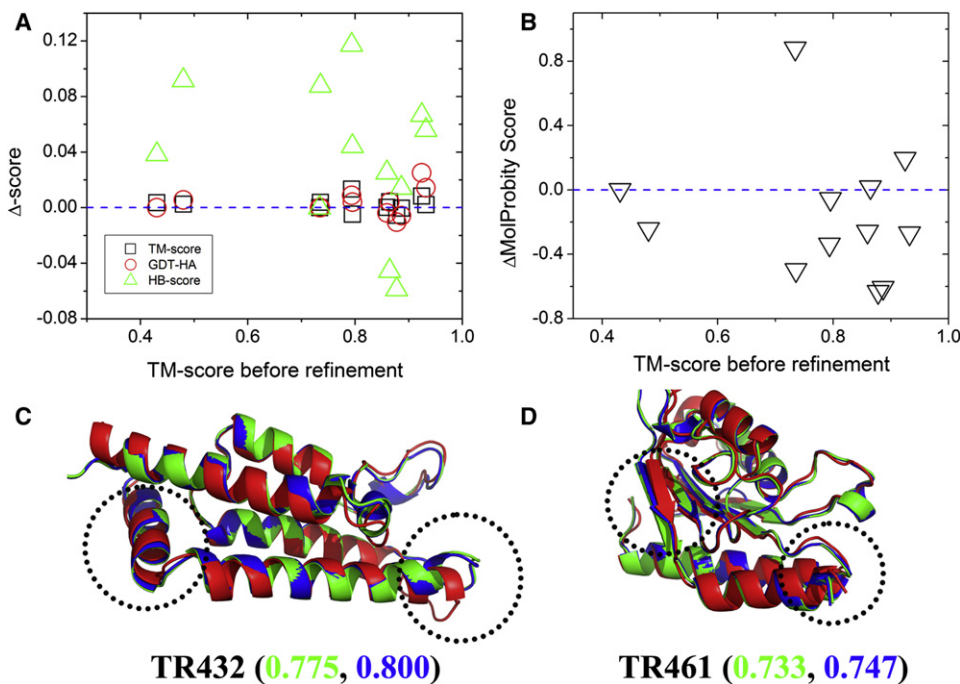 A
0.12
0.08
0.04
0.00
-0.04
-0.08
Δ-score
TM-score
GDT-HA
HB-score
0.4
0.6
0.8
1.0
TM-score before refinement
B
0.8
0.4
0.0
-0.4
-0.8
ΔMolProbity Score
0.4
0.6
0.8
1.0
TM-score before refinement
C
TR432 (0.775, 0.800)
D
TR461 (0.733, 0.747)